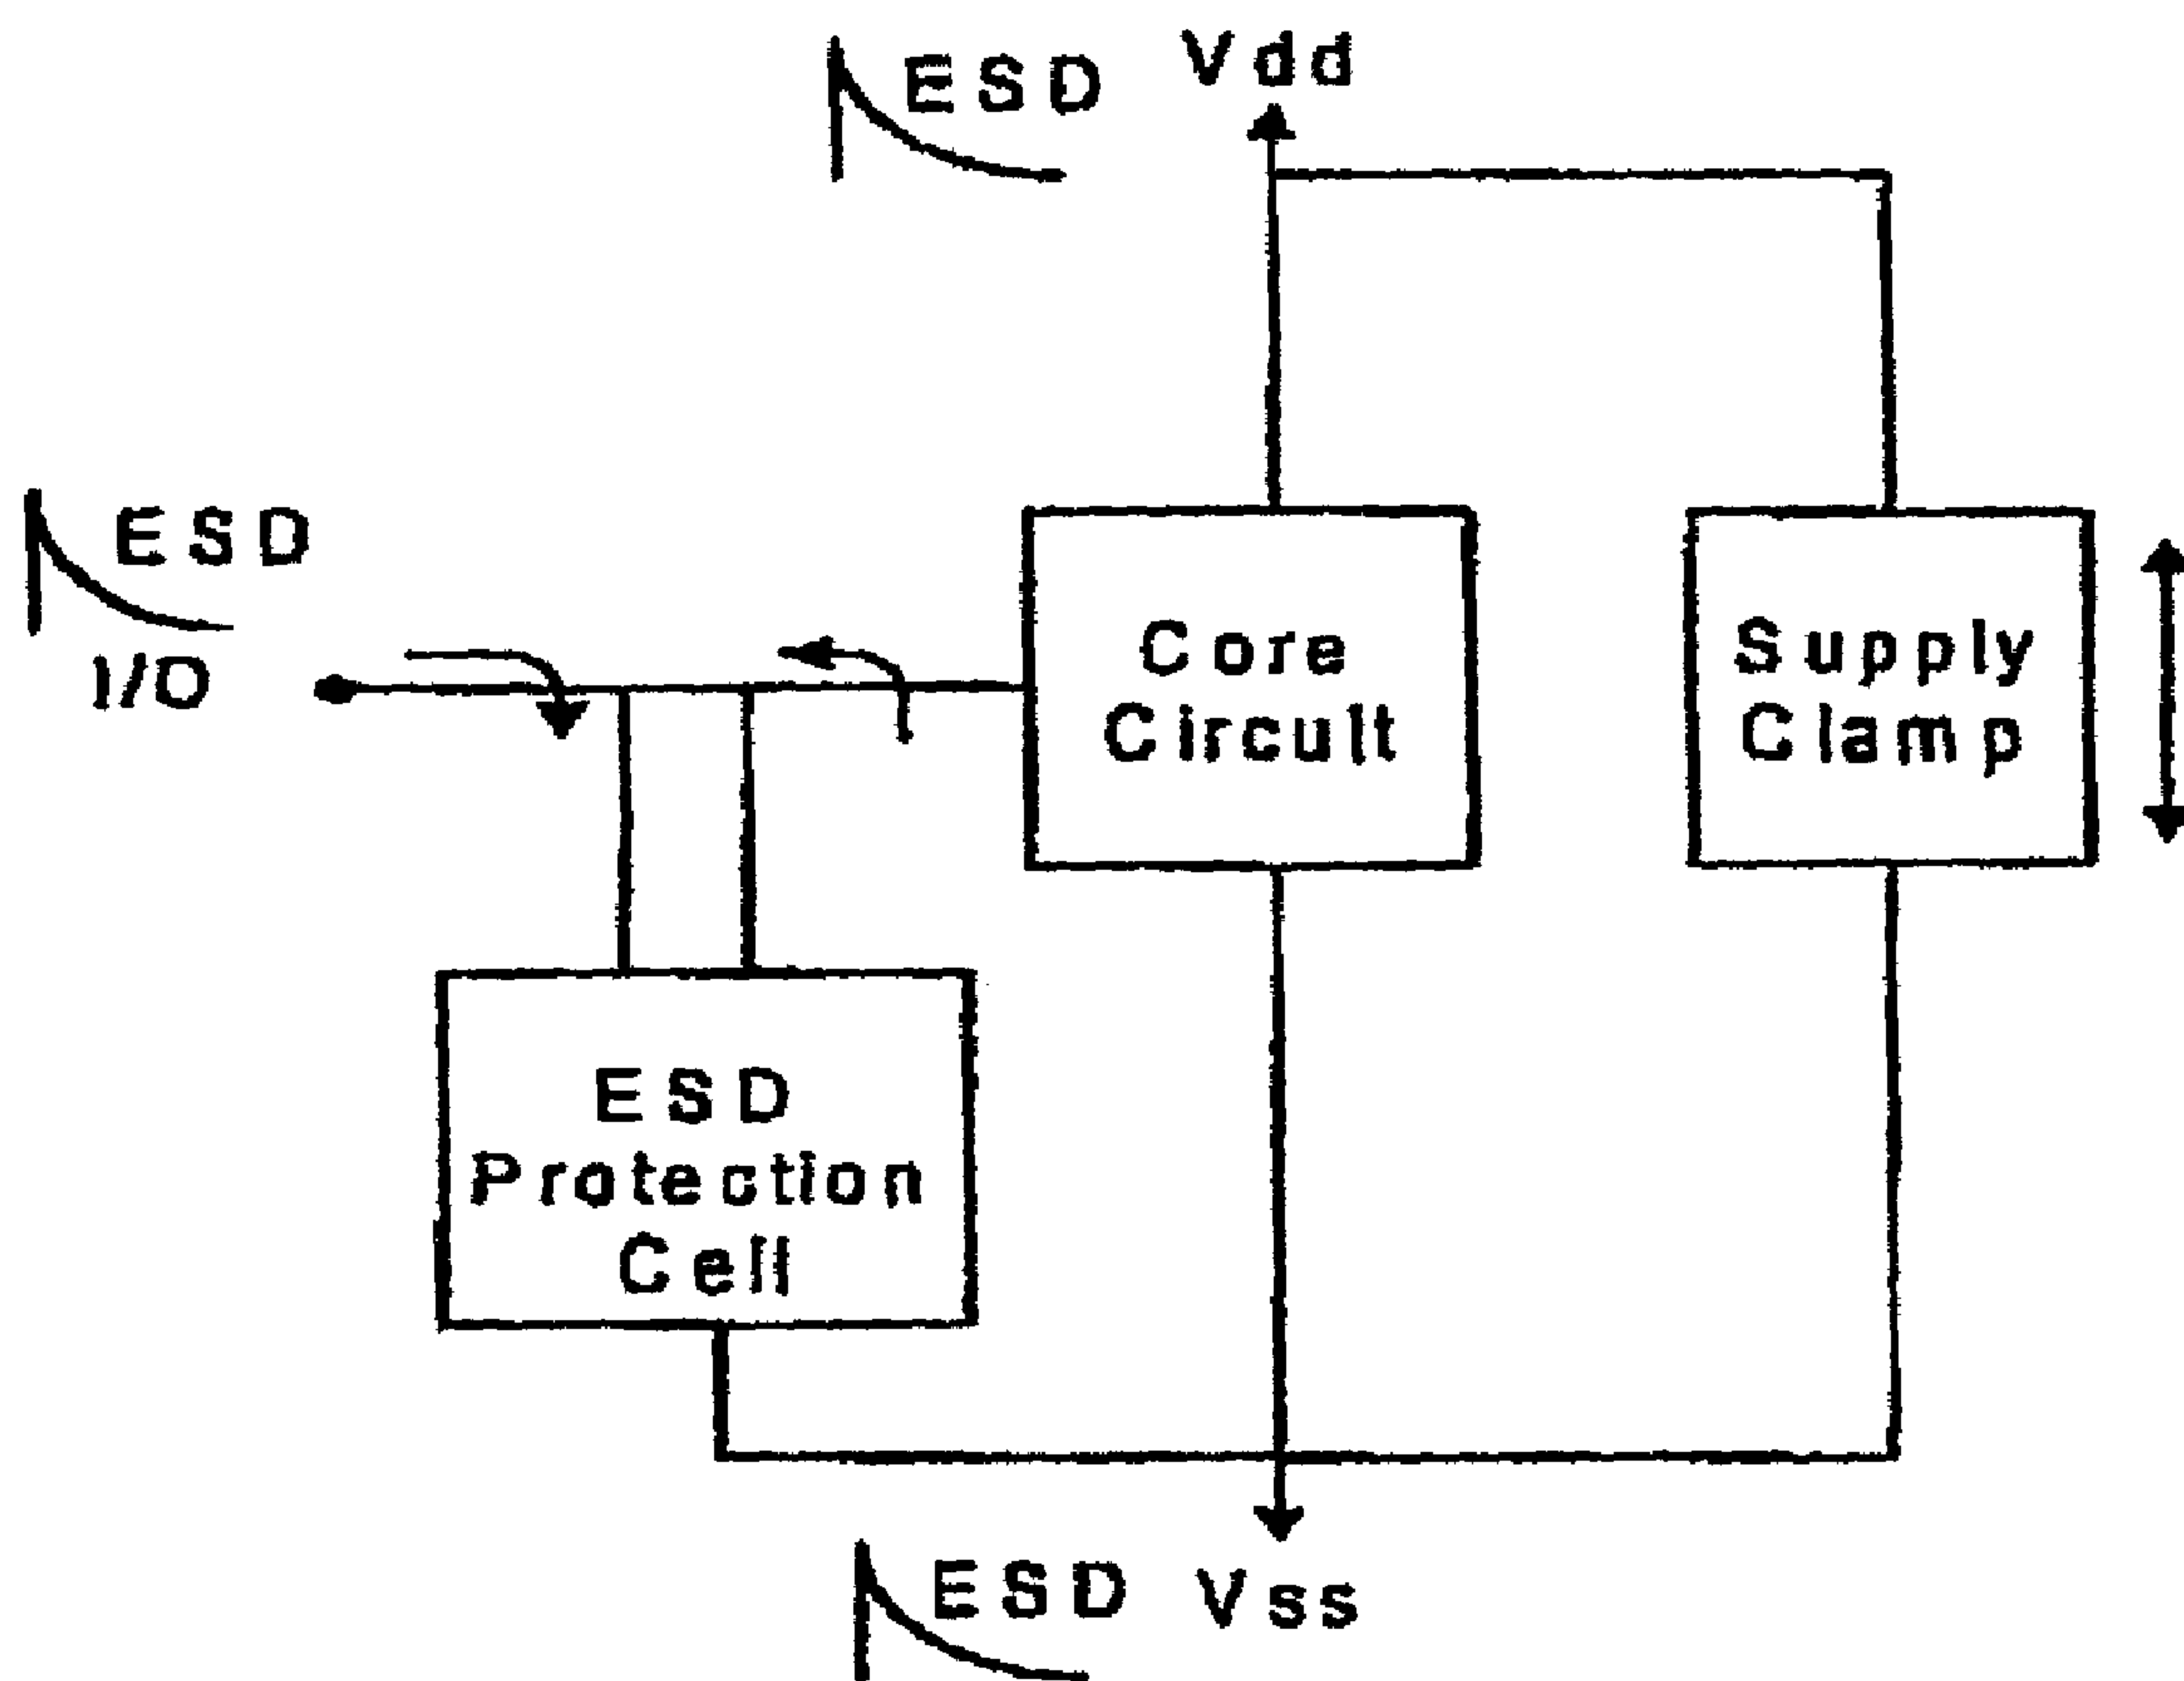 ESD Vdd
ESD
I/O
Core
Circuit
Supply
Clamp
ESD
Protection
Cell
ESD Vss